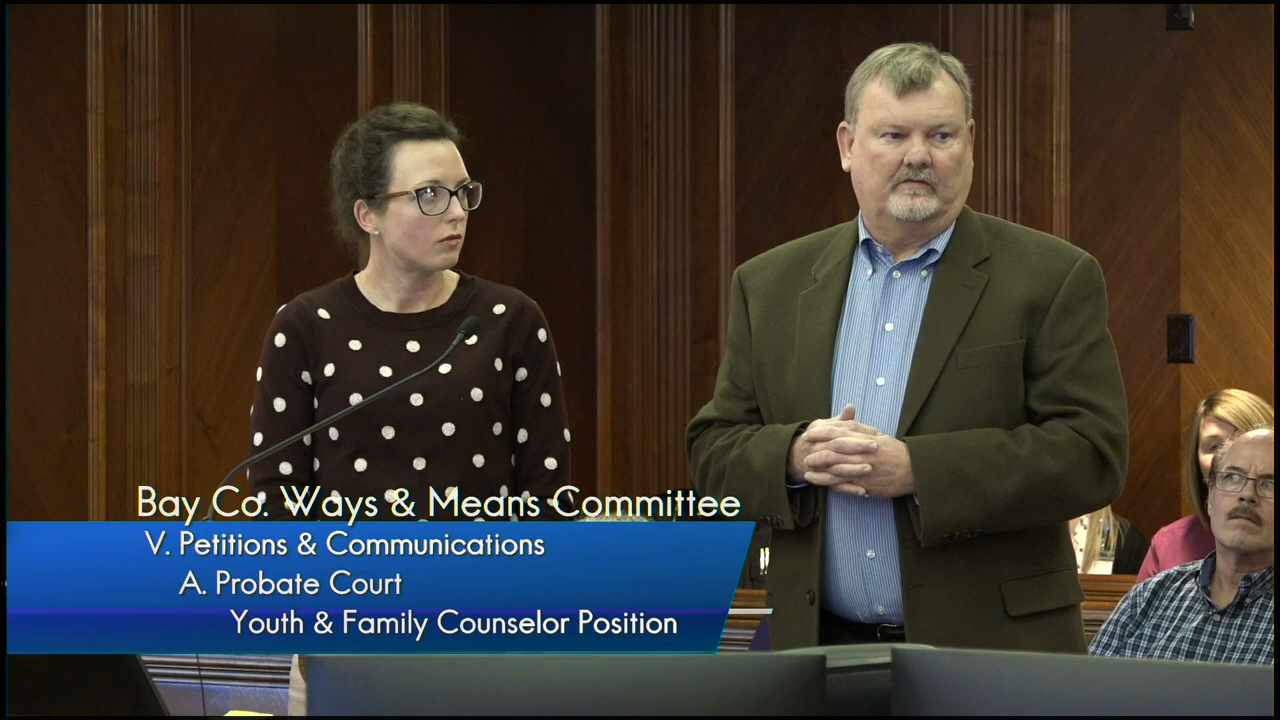 Bay Co. Ways & Means Committee
V. Petitions & Communications
A. Probate Court
Youth & Family Counselor Position